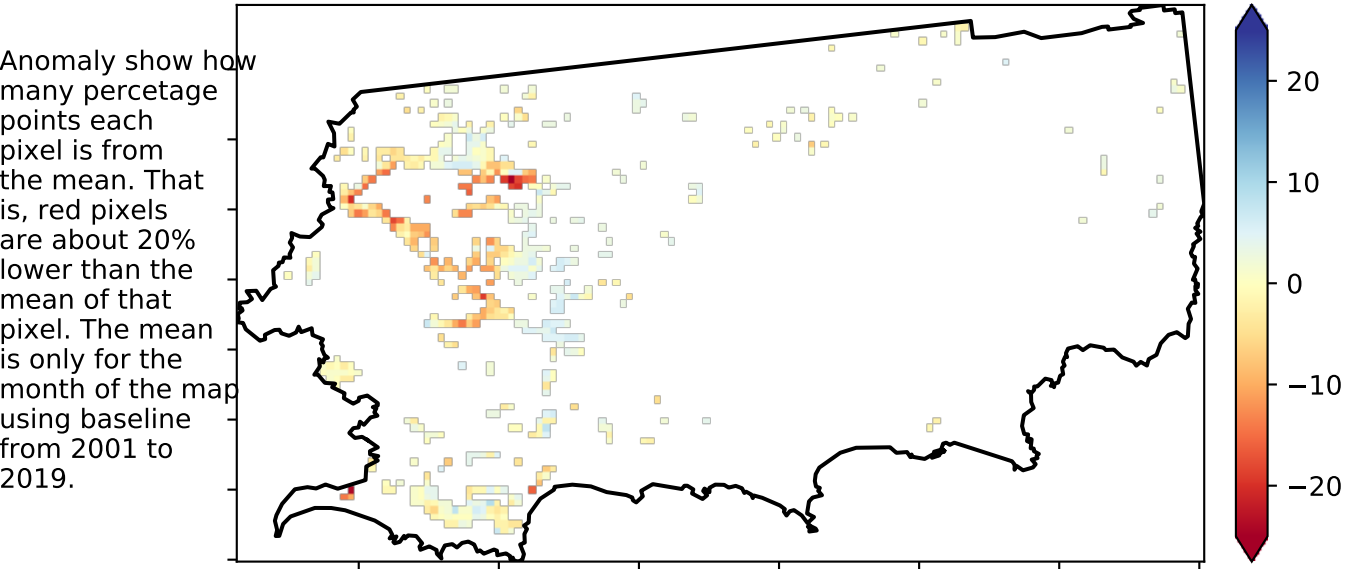 Anomaly show how
many percetage
points each
pixel is from
the mean. That
is, red pixels
are about 20%
lower than the
mean of that
pixel. The mean
is only for the
month of the map
using baseline
from 2001 to
2019.
20
10
0
−10
−20